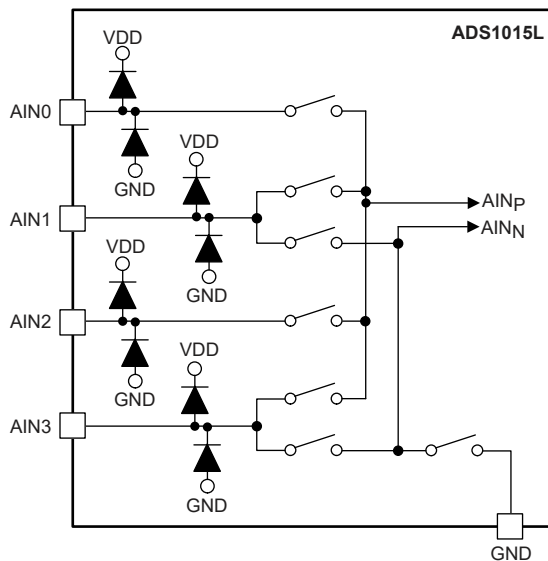 ADS1015L
VDD
AIN0
GND
VDD
AIN1
GND
AINP
AINN
VDD
AIN2
GND
VDD
AIN3
GND
GND